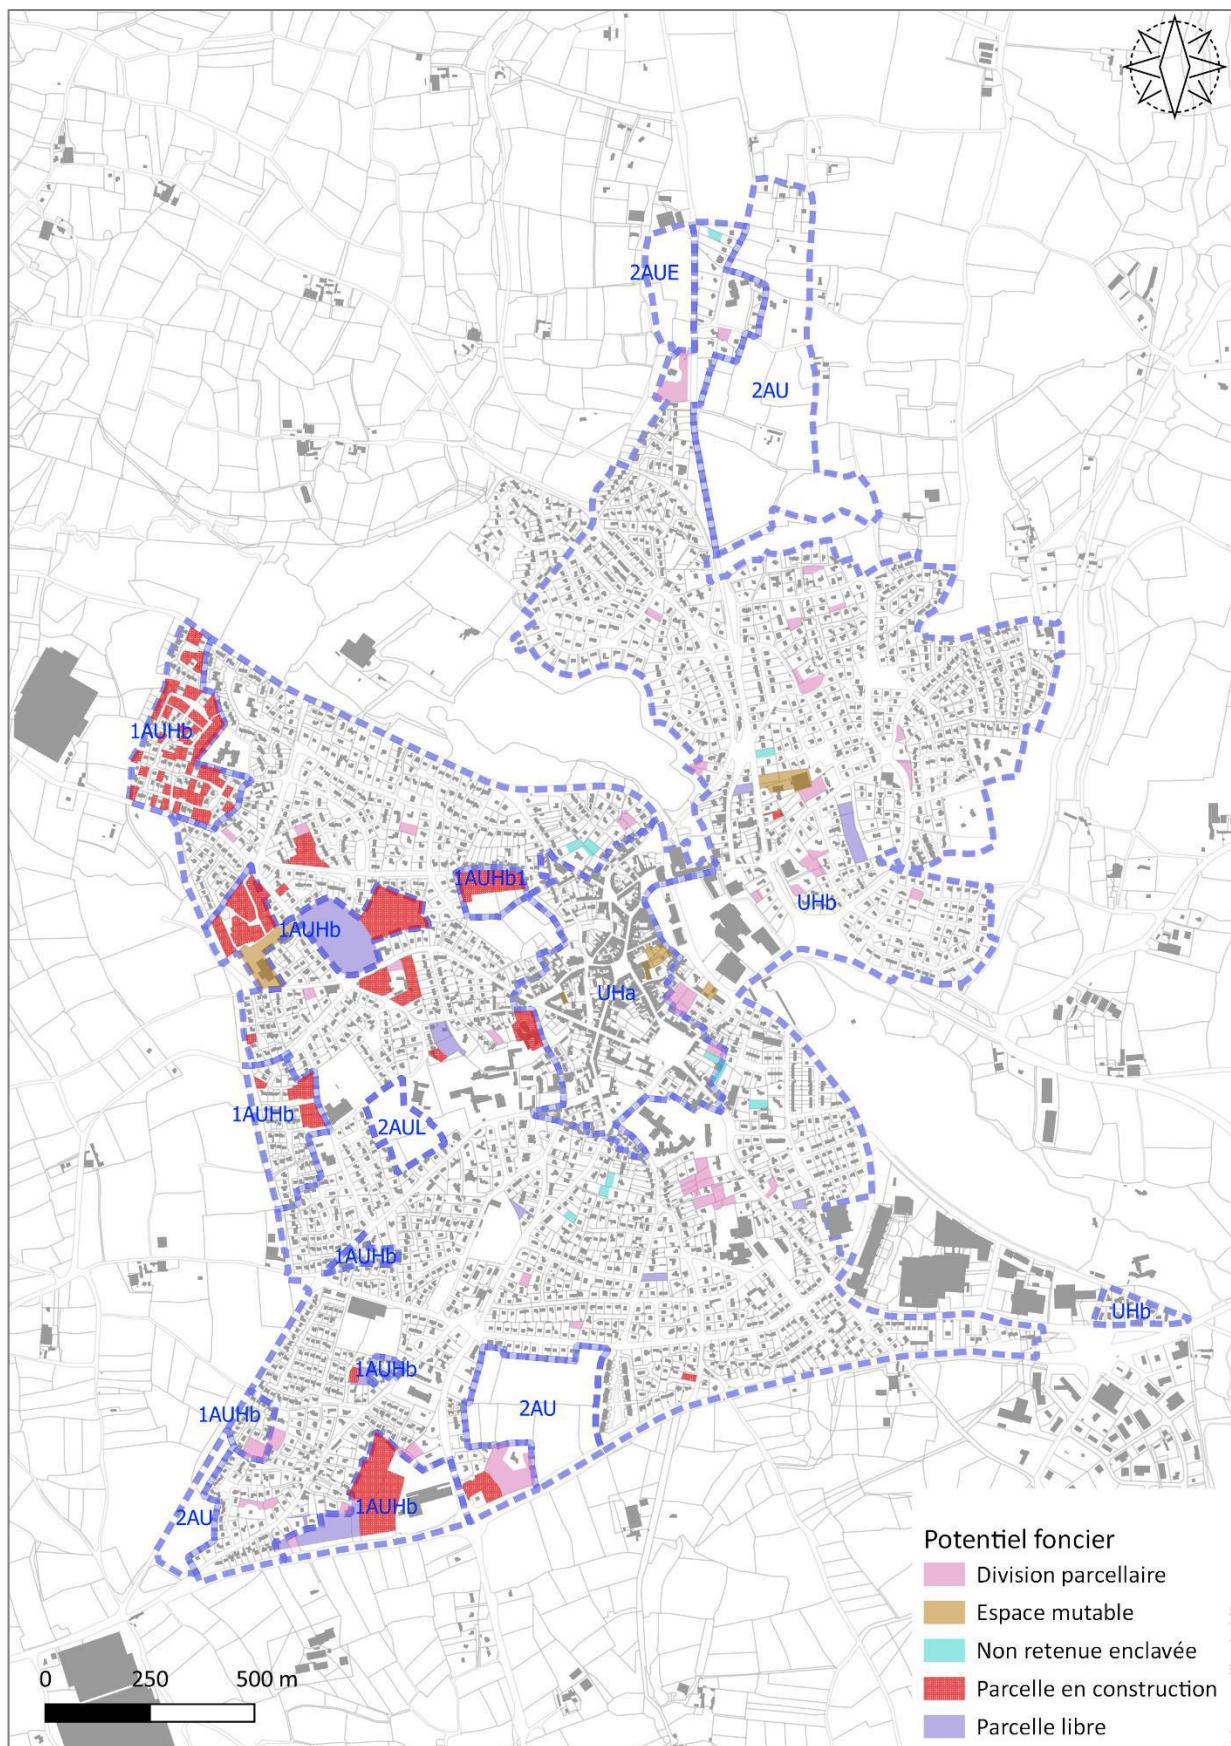 2AUE
2AU
1AUHb
1AUHb1
1AUHb
UHb
UHa
1AUHb
2AUL
1AUHb
UHb
1AUHb
1AUHb
2AU
1AUHb
2AU
Potentiel foncier
Division parcellaire
Espace mutable
Non retenue enclavée
Parcelle en construction
Parcelle libre
0 250 500 m